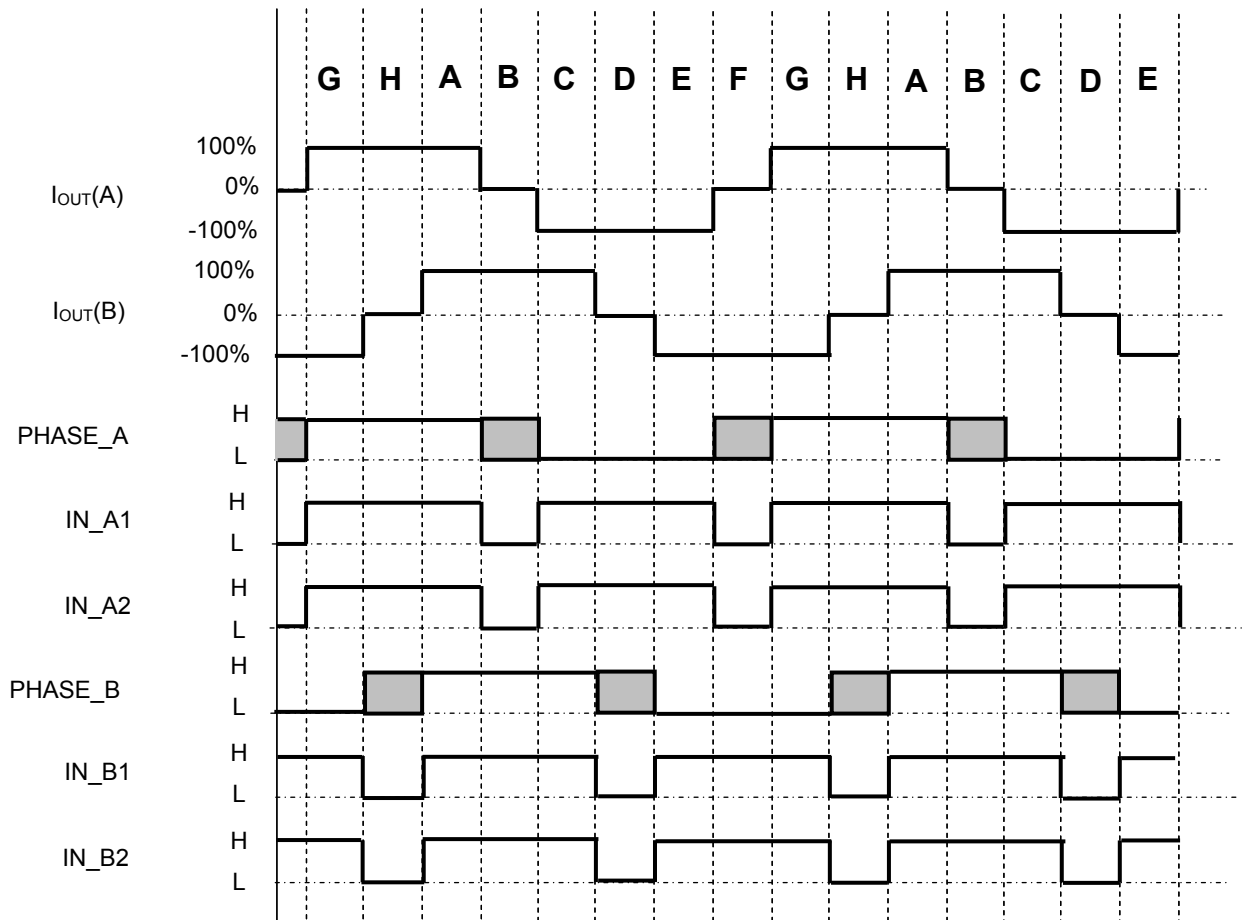 G H A B C D E F G H A B C D E
100%
IOUT(A) 0%
-100%
100%
IOUT(B) 0%
-100%
H
PHASE_A
L
H
IN_A1
L
H
IN_A2
L
H
PHASE_B
L
H
IN_B1
L
H
IN_B2
L